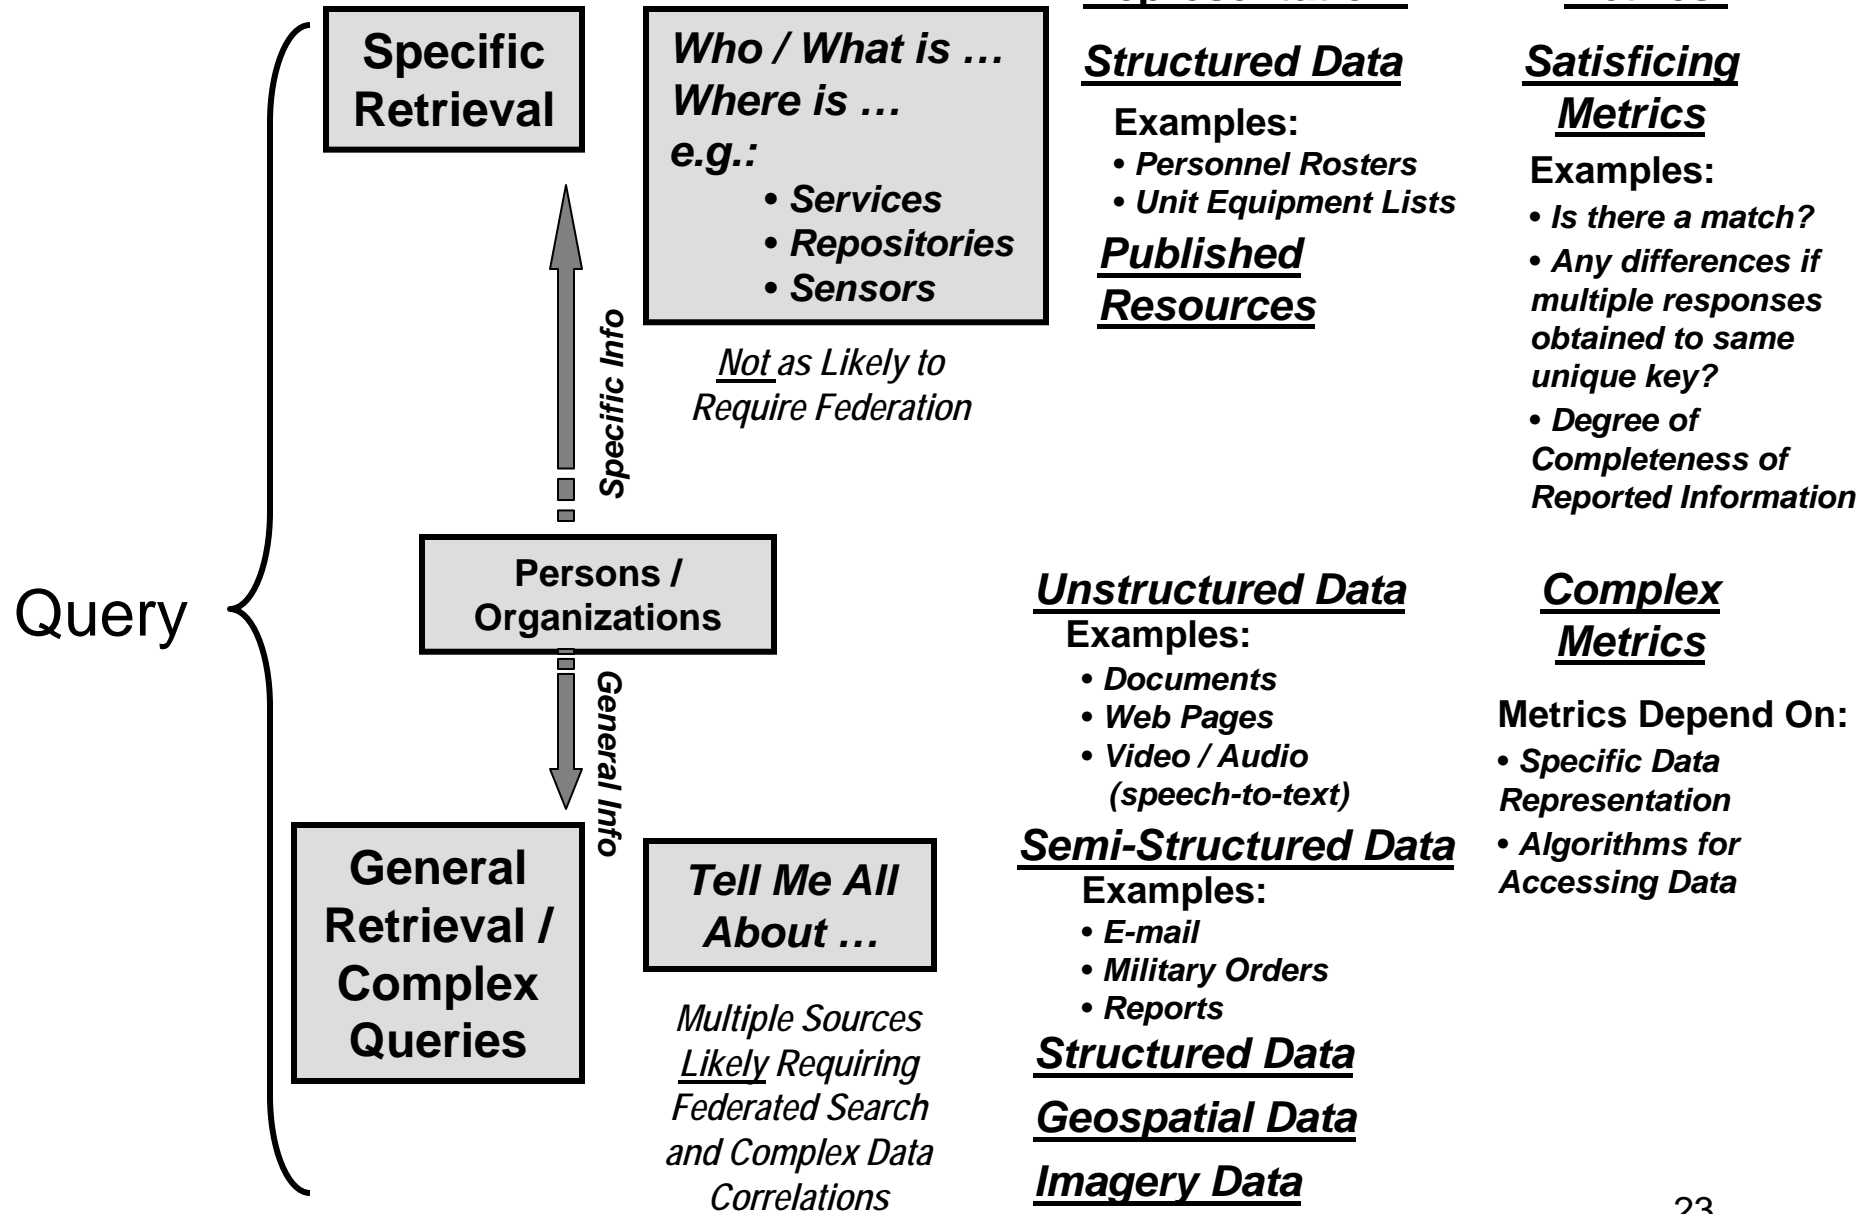 Specific
Retrieval
Who / What is …
Where is …
e.g.:
• Services
• Repositories
• Sensors
Not as Likely to
Require Federation
Structured Data
Examples:
• Personnel Rosters
• Unit Equipment Lists
Published
Resources
Satisficing
Metrics
Examples:
• Is there a match?
• Any differences if
multiple responses
obtained to same
unique key?
• Degree of
Completeness of
Reported Information
Specific Info
Query
Persons /
Organizations
General Info
General
Retrieval /
Complex
Queries
Tell Me All
About …
Multiple Sources
Likely Requiring
Federated Search
and Complex Data
Correlations
Unstructured Data
Examples:
• Documents
• Web Pages
• Video / Audio
(speech-to-text)
Semi-Structured Data
Examples:
• E-mail
• Military Orders
• Reports
Structured Data
Geospatial Data
Imagery Data
Complex
Metrics
Metrics Depend On:
• Specific Data
Representation
• Algorithms for
Accessing Data
23